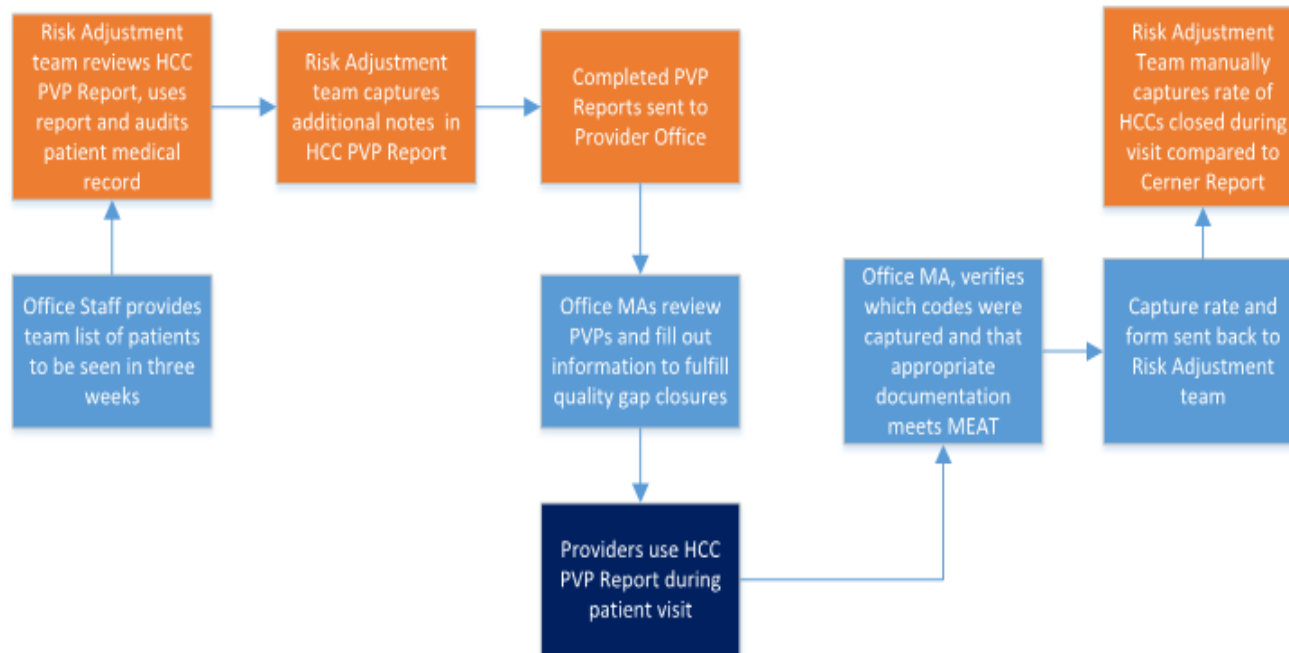 Risk Adjustment
team reviews HCC
PVP Report, uses
report and audits
patient medical
record
Risk Adjustment
team captures
additional notes in
HCC PVP Report
Completed PVP
Reports sent to
Provider Office
Risk Adjustment
Team manually
captures rate of
HCCs closed during
visit compared to
Cerner Report
Office Staff provides
team list of patients
to be seen in three
weeks
Office MAs review
PVPs and fill out
information to fulfill
quality gap closures
Office MA, verifies
which codes were
captured and that
appropriate
documentation
meets MEAT
Capture rate and
form sent back to
Risk Adjustment
team
Providers use HCC
PVP Report during
patient visit